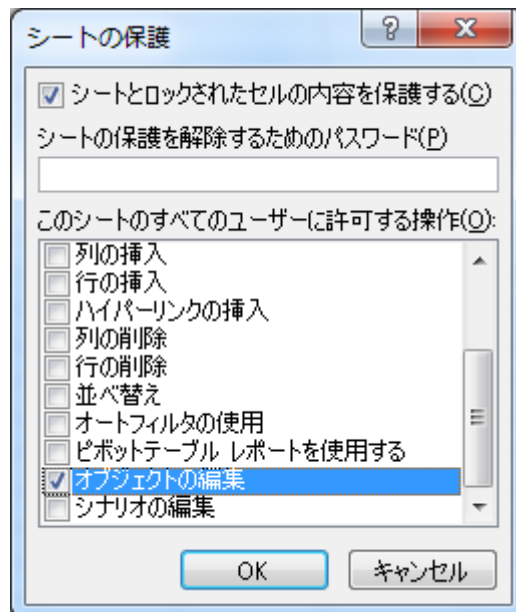 シートの保護
シートとロックされたセルの内容を保護する(C)
シートの保護を解除するためのパスワード(P)
このシートのすべてのユーザーに許可する操作(O):
列の挿入
行の挿入
ハイパーリンクの挿入
列の削除
行の削除
並べ替え
オートフィルタの使用
ピボットテーブル レポートを使用する
オブジェクトの編集
シナリオの編集
OK
キャンセル